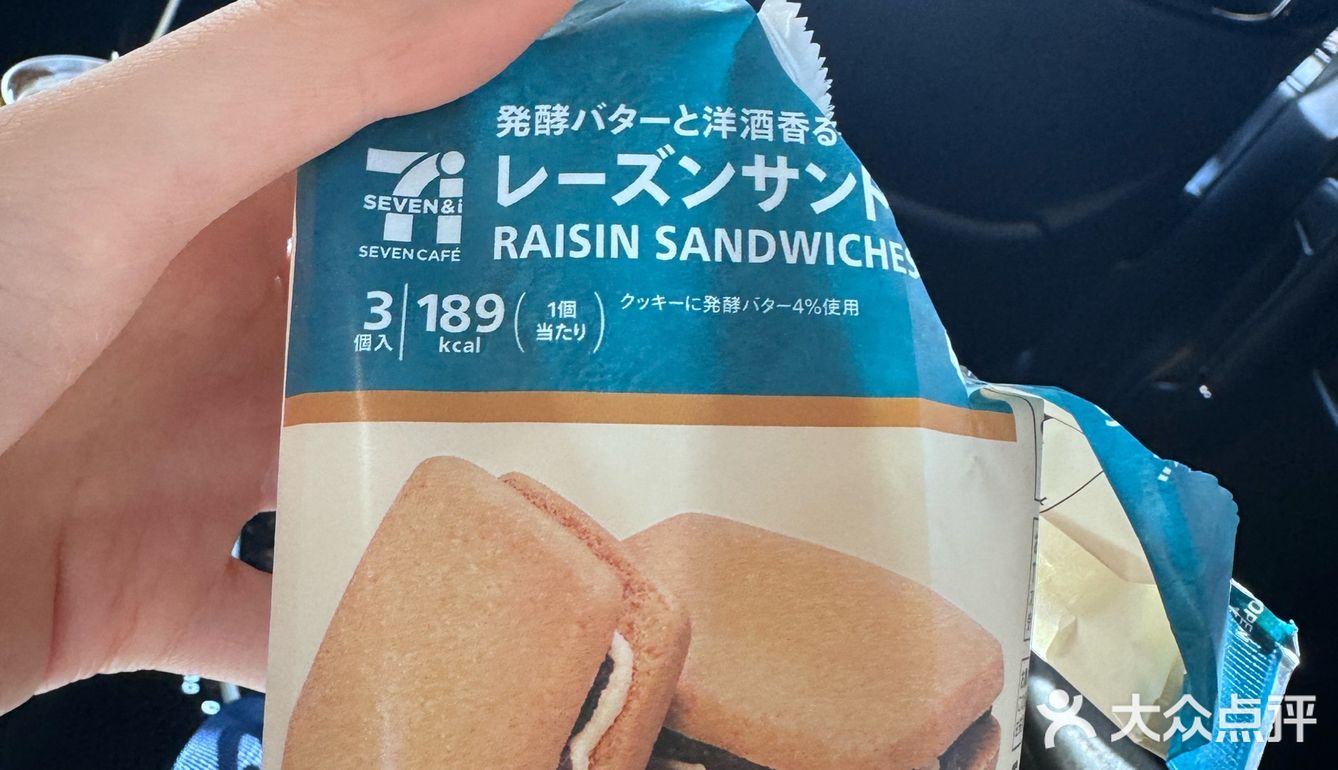 発酵バターと洋酒香る
レーズンサンド
RAISIN SANDWICHES
SEVEN&i
SEVEN CAFÉ
3
個入
189
kcal
1個
当たり
クッキーに発酵バター4%使用
OPEN
大众点评